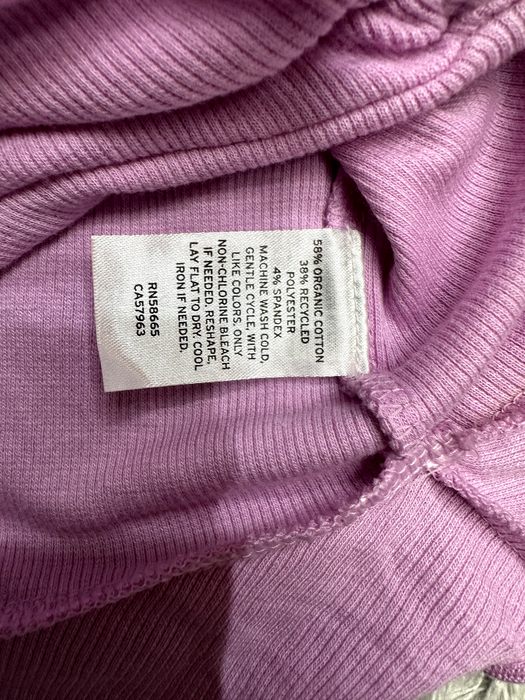 58% ORGANIC COTTON
38% RECYCLED
POLYESTER
4% SPANDEX
MACHINE WASH COLD,
GENTLE CYCLE, WITH
LIKE COLORS. ONLY
NON-CHLORINE BLEACH
IF NEEDED. RESHAPE,
LAY FLAT TO DRY. COOL
IRON IF NEEDED.
RN58665
CA57963